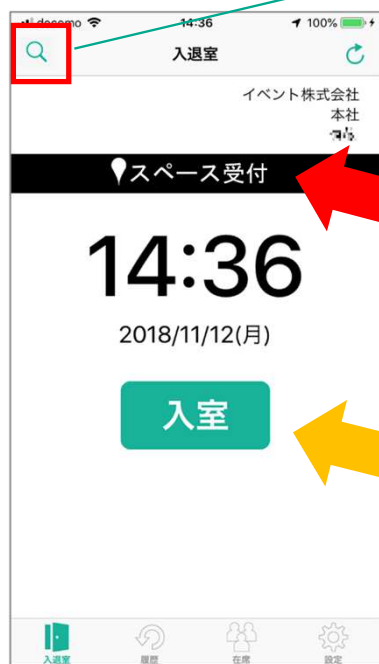 docomo 14:36 100%
入退室
イベント株式会社
本社
スペース受付
14:36
2018/11/12(月)
入室
入退室 履歴 在席 設定